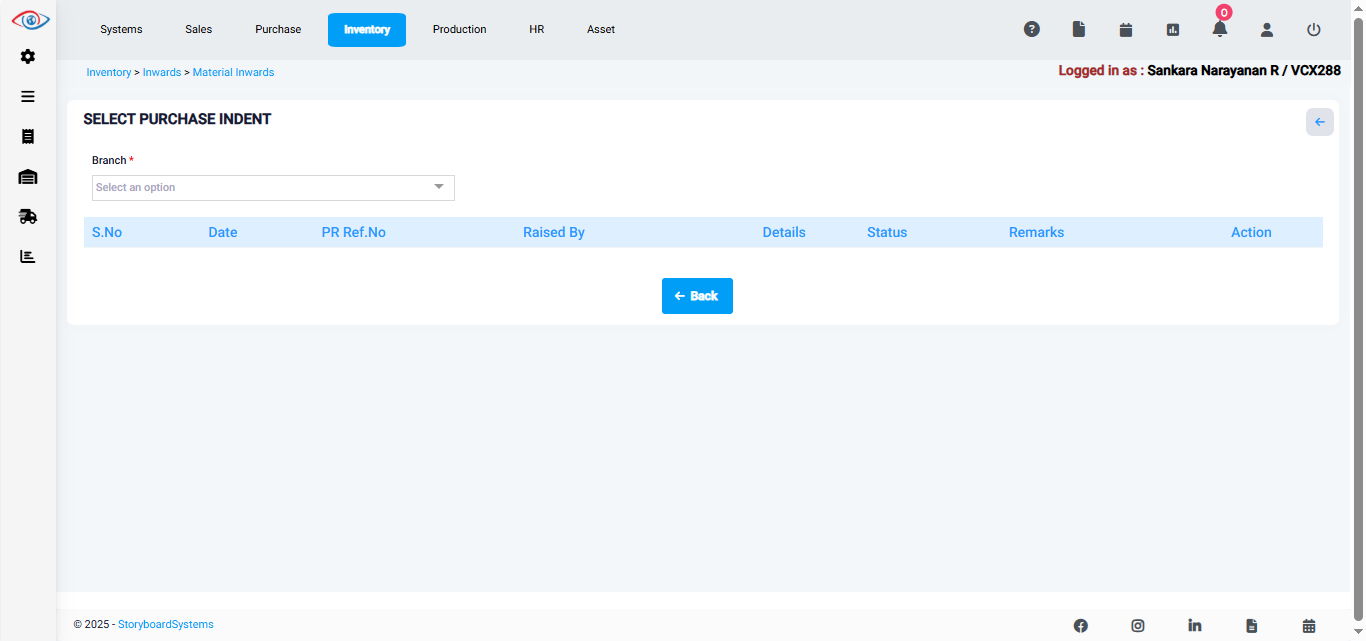 Systems Sales Purchase Inventory Production HR Asset 0
Inventory > Inwards > Material Inwards Logged in as : Sankara Narayanan R / VCX288
SELECT PURCHASE INDENT
Branch *
Select an option
S.No Date PR Ref.No Raised By Details Status Remarks Action
← Back
© 2025 - StoryboardSystems